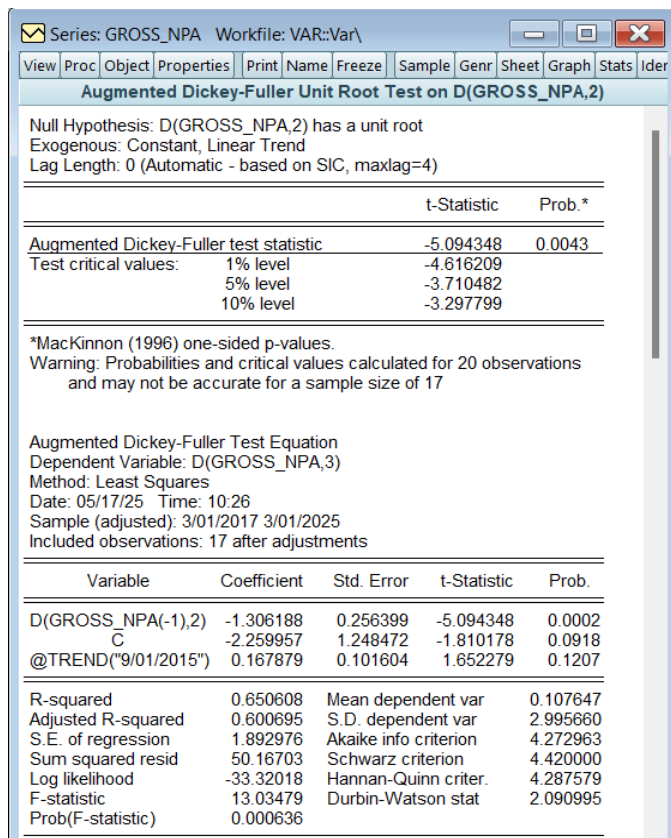 Series: GROSS_NPA Workfile: VAR::Var\
View Proc Object Properties Print Name Freeze Sample Genr Sheet Graph Stats Iden
Augmented Dickey-Fuller Unit Root Test on D(GROSS_NPA,2)
Null Hypothesis: D(GROSS_NPA,2) has a unit root
Exogenous: Constant, Linear Trend
Lag Length: 0 (Automatic - based on SIC, maxlag=4)
t-Statistic Prob.*
Augmented Dickey-Fuller test statistic -5.094348 0.0043
Test critical values: 1% level -4.616209
5% level -3.710482
10% level -3.297799
*MacKinnon (1996) one-sided p-values.
Warning: Probabilities and critical values calculated for 20 observations
and may not be accurate for a sample size of 17
Augmented Dickey-Fuller Test Equation
Dependent Variable: D(GROSS_NPA,3)
Method: Least Squares
Date: 05/17/25 Time: 10:26
Sample (adjusted): 3/01/2017 3/01/2025
Included observations: 17 after adjustments
Variable Coefficient Std. Error t-Statistic Prob.
D(GROSS_NPA(-1),2) -1.306188 0.256399 -5.094348 0.0002
C -2.259957 1.248472 -1.810178 0.0918
@TREND("9/01/2015") 0.167879 0.101604 1.652279 0.1207
R-squared 0.650608 Mean dependent var 0.107647
Adjusted R-squared 0.600695 S.D. dependent var 2.995660
S.E. of regression 1.892976 Akaike info criterion 4.272963
Sum squared resid 50.16703 Schwarz criterion 4.420000
Log likelihood -33.32018 Hannan-Quinn criter. 4.287579
F-statistic 13.03479 Durbin-Watson stat 2.090995
Prob(F-statistic) 0.000636